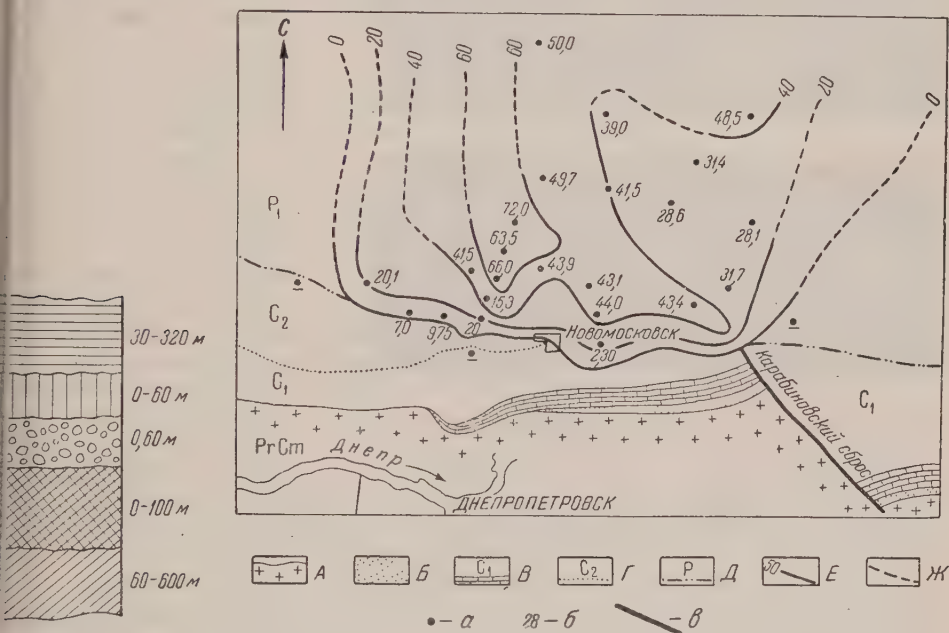 30-320 м
0-60 м
0,60 м
0-100 м
60-600 м
С
0
20
40
60
60
50,0
40
20
0
39,0
48,5
31,4
49,7
41,5
28,6
28,1
72,0
63,5
66,0
41,5
43,9
43,1
31,7
20,1
15,3
44,0
43,4
7,0
9,75
20
2,30
Новомосковск
P₁
C₂
C₁
C₁
PrCm
Днепр
ДНЕПРОПЕТРОВСК
Карабиновский сброс
А
Б
C₁ В
C₂ Г
P Д
50 Е
Ж
- а
28 - б
- в